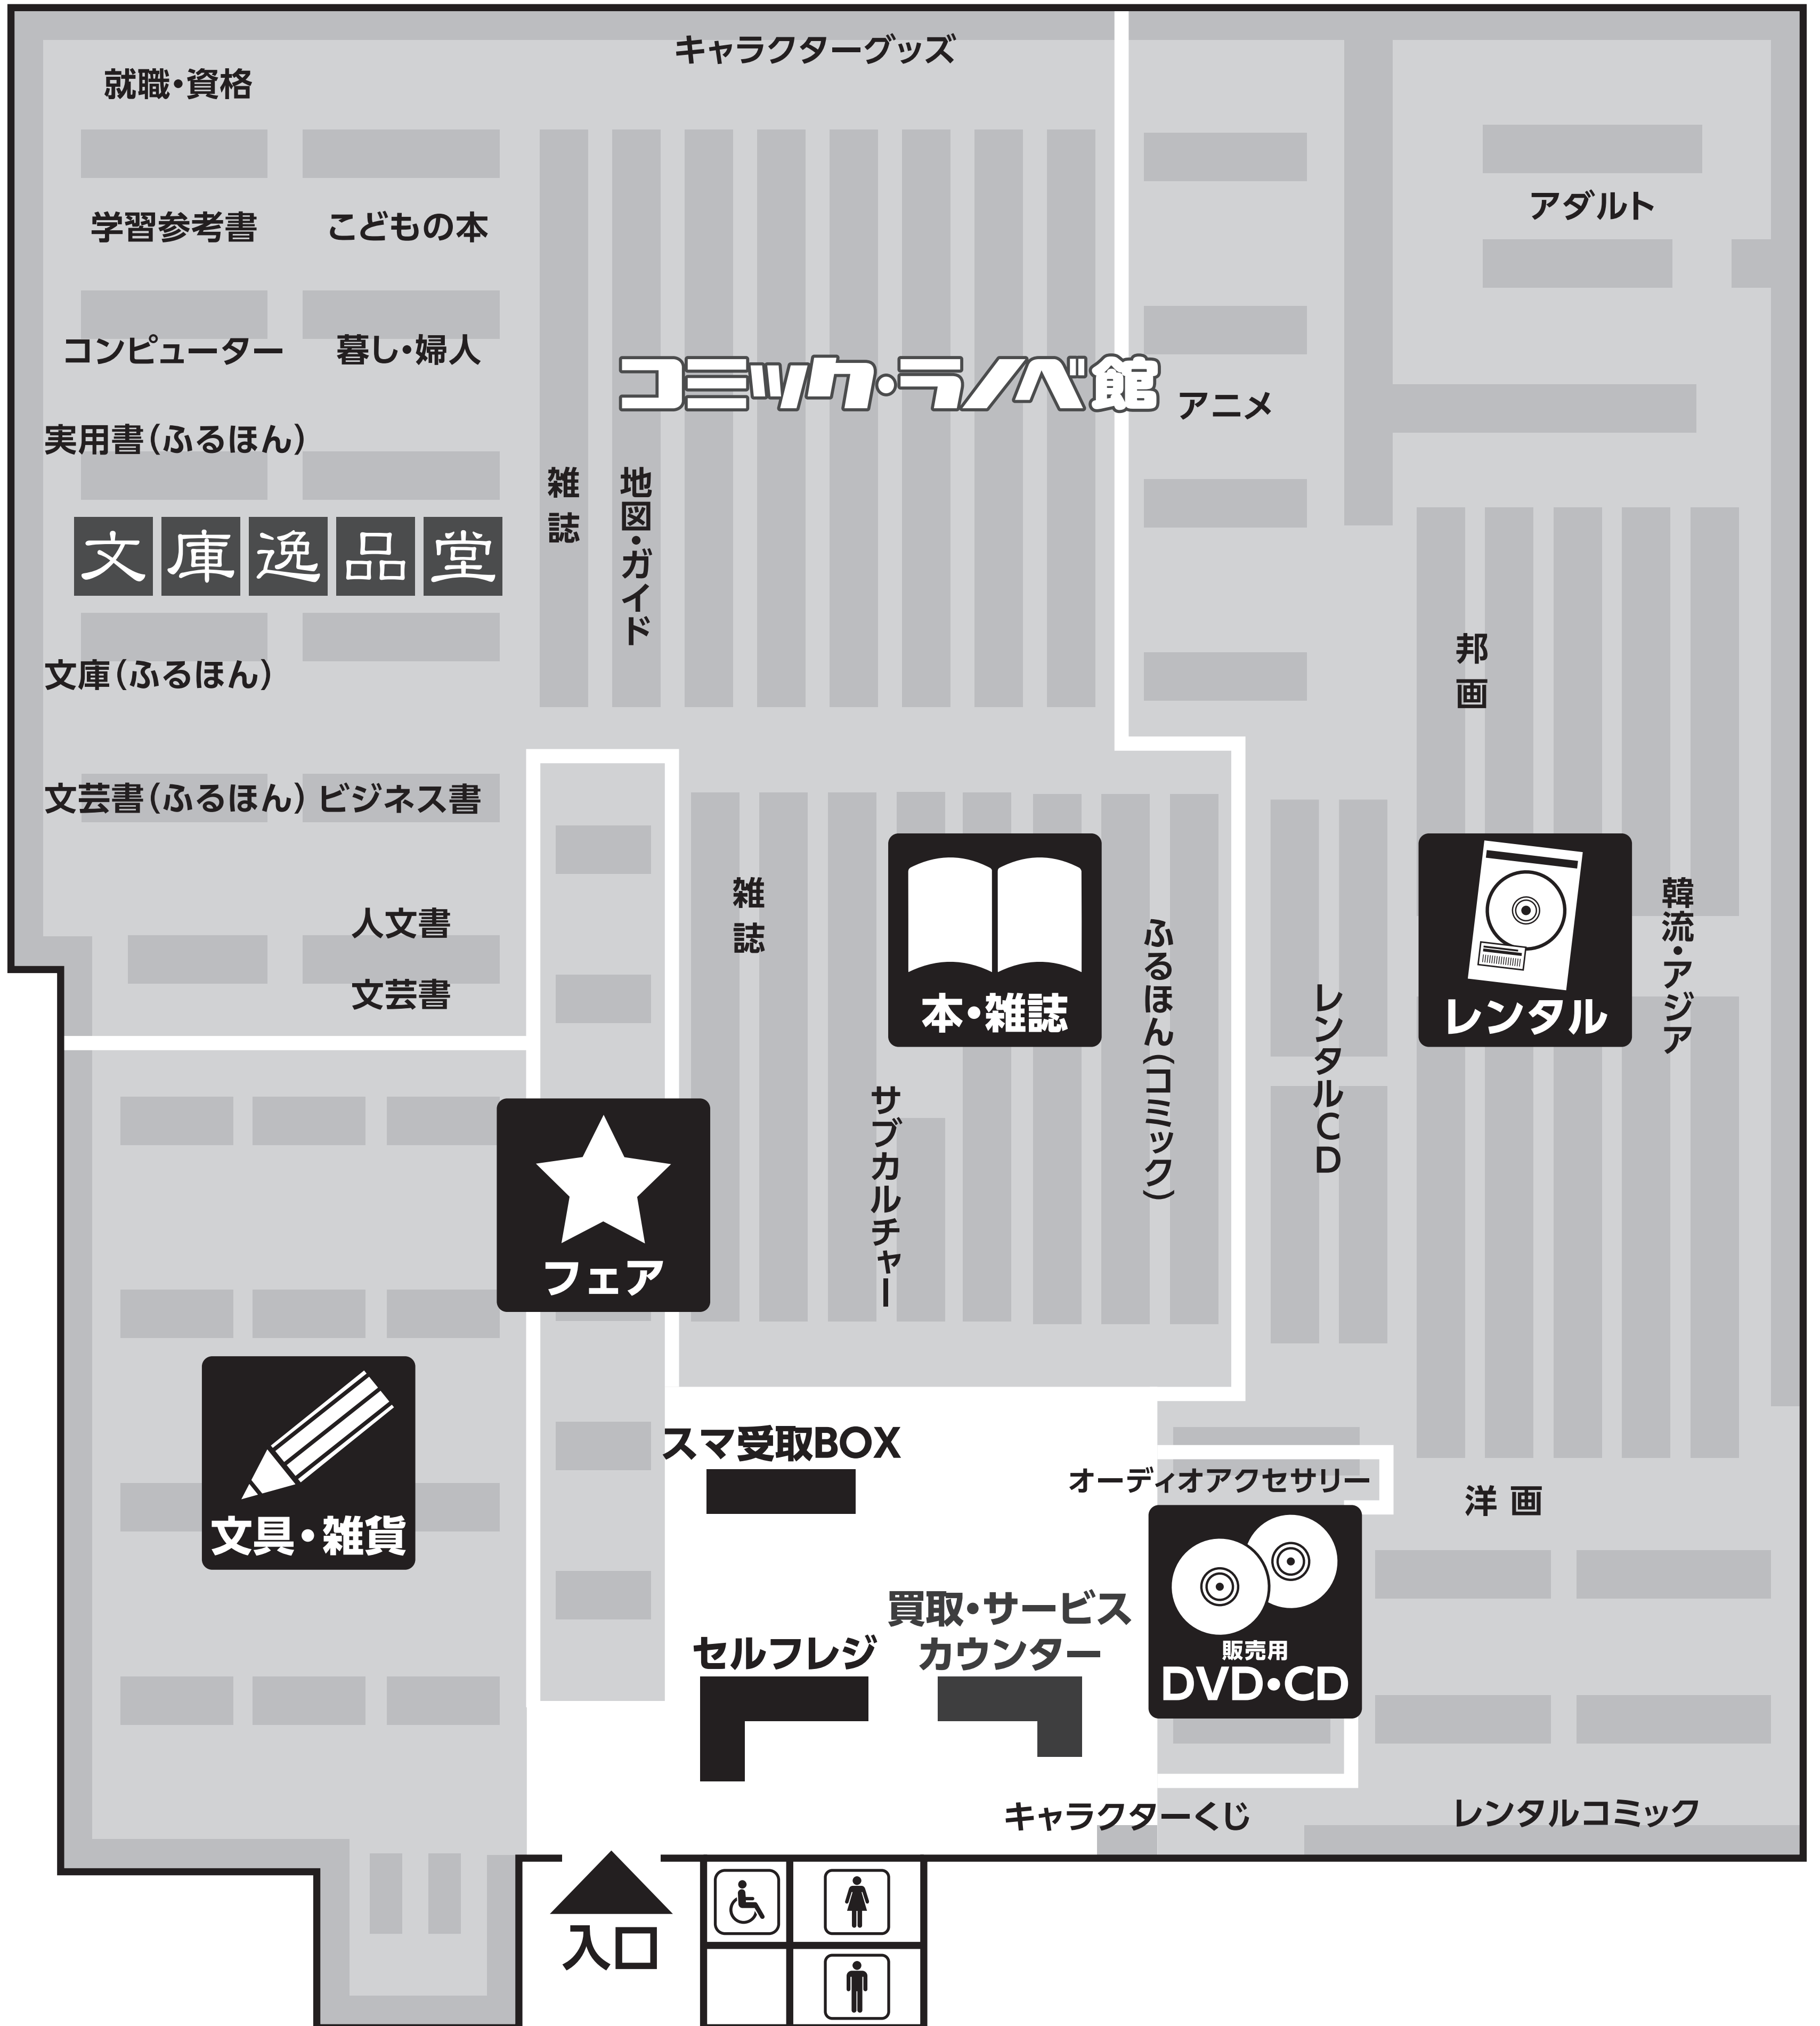 キャラクターグッズ
就職・資格
アダルト
学習参考書
こどもの本
コンピューター
暮し・婦人
コミック・ラノベ館
アニメ
実用書(ふるほん)
雑誌
地図・ガイド
文庫逸品堂
邦画
文庫(ふるほん)
文芸書(ふるほん)
ビジネス書
雑誌
本・雑誌
ふるほん(コミック)
レンタルCD
レンタル
韓流・アジア
人文書
文芸書
サブカルチャー
フェア
文具・雑貨
スマ受取BOX
オーディオアクセサリー
洋画
買取・サービス
カウンター
セルフレジ
販売用
DVD・CD
キャラクターくじ
レンタルコミック
入口